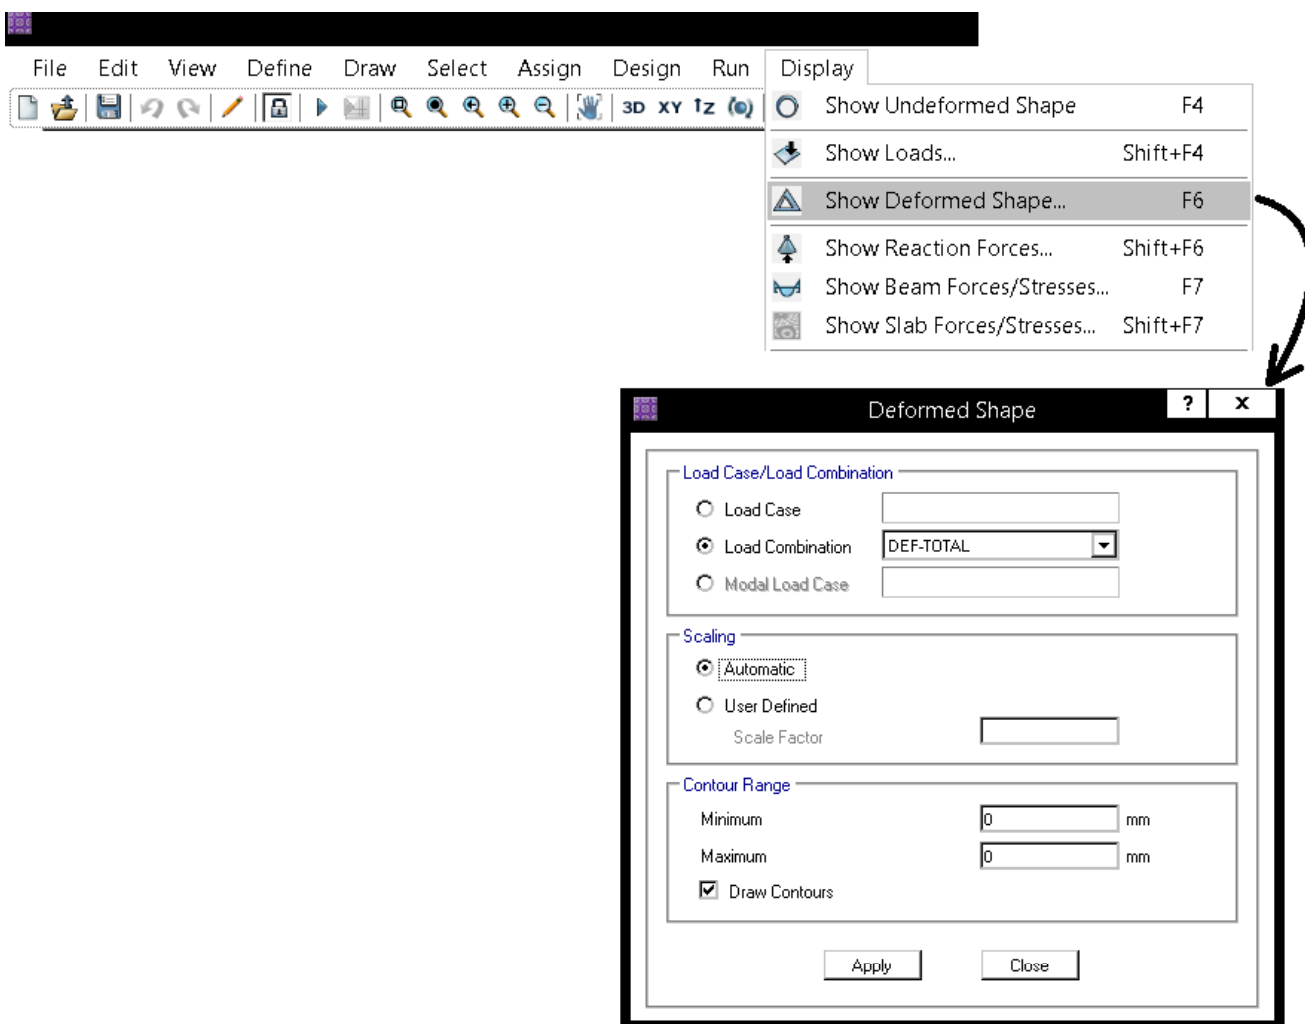 File Edit View Define Draw Select Assign Design Run Display
3D XY Z
Show Undeformed Shape F4
Show Loads... Shift+F4
Show Deformed Shape... F6
Show Reaction Forces... Shift+F6
Show Beam Forces/Stresses... F7
Show Slab Forces/Stresses... Shift+F7
Deformed Shape ? X
Load Case/Load Combination
Load Case
Load Combination DEF-TOTAL
Modal Load Case
Scaling
Automatic
User Defined
Scale Factor
Contour Range
Minimum 0 mm
Maximum 0 mm
Draw Contours
Apply Close